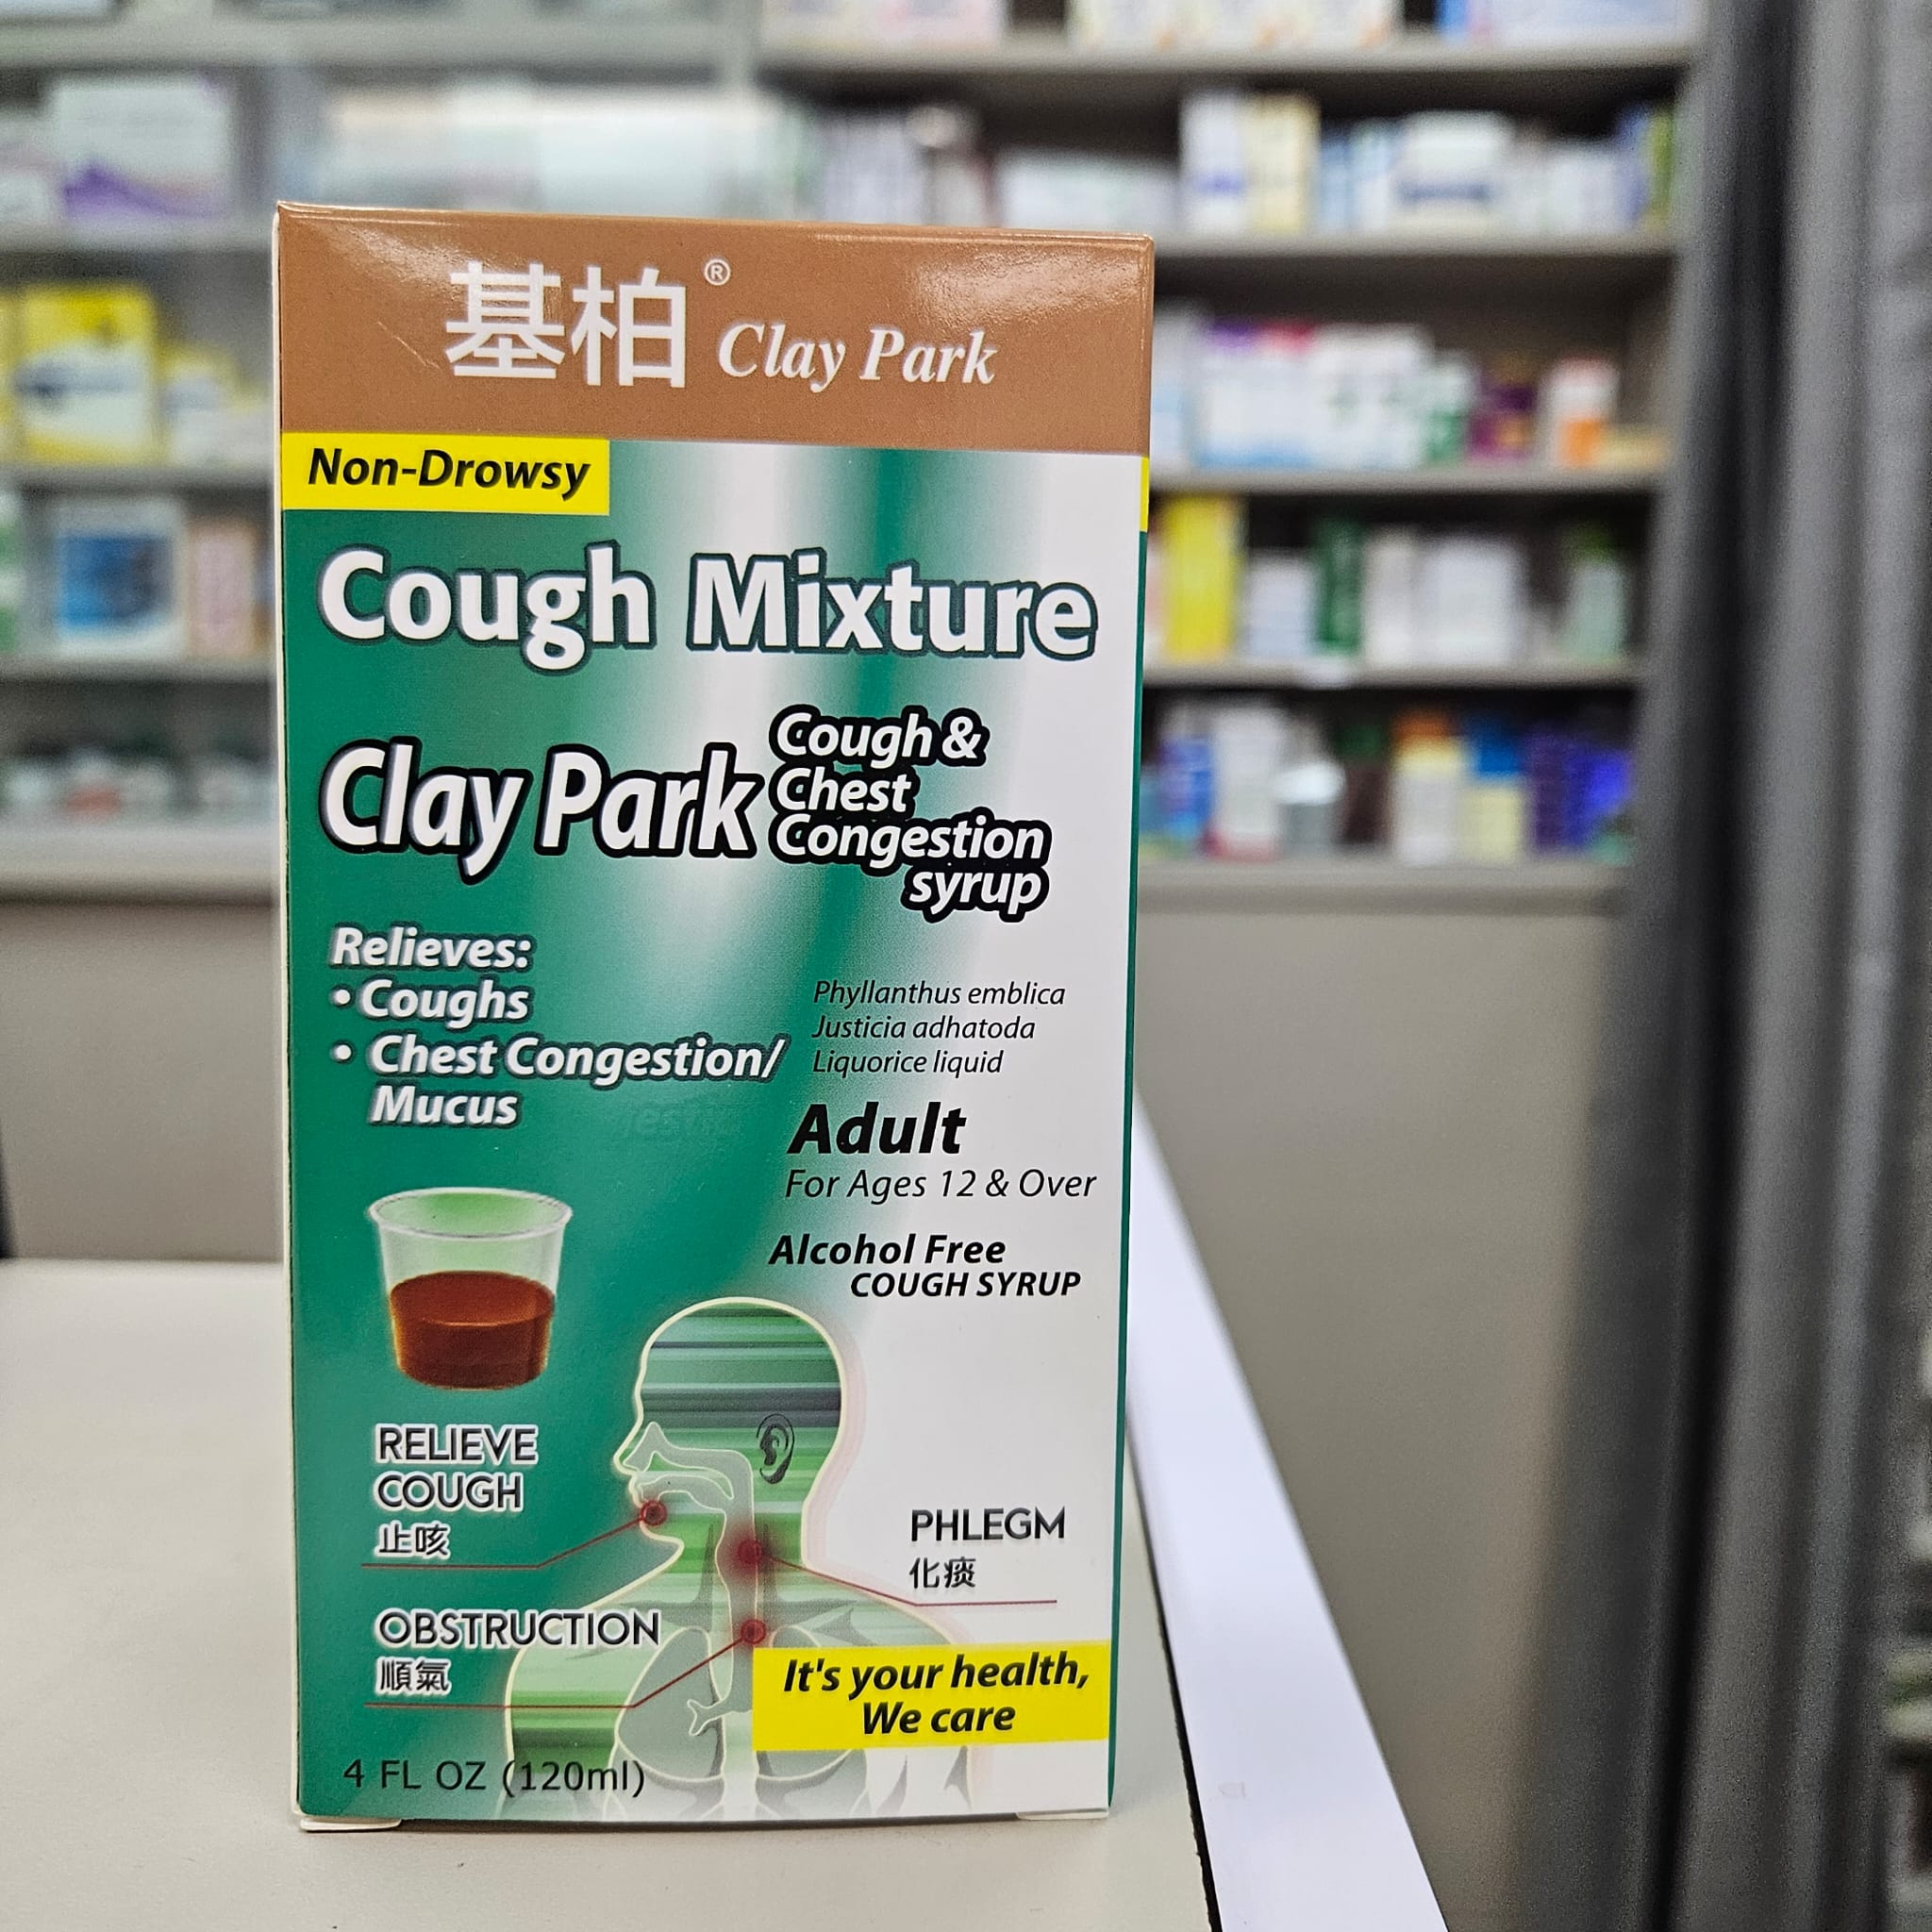 基柏® Clay Park
Non-Drowsy
Cough Mixture
Clay Park
Cough &
Chest
Congestion
syrup
Relieves:
• Coughs
• Chest Congestion/
Mucus
Phyllanthus emblica
Justicia adhatoda
Liquorice liquid
Adult
For Ages 12 & Over
Alcohol Free
COUGH SYRUP
RELIEVE
COUGH
止咳
PHLEGM
化痰
OBSTRUCTION
順氣
It's your health,
We care
4 FL OZ (120ml)